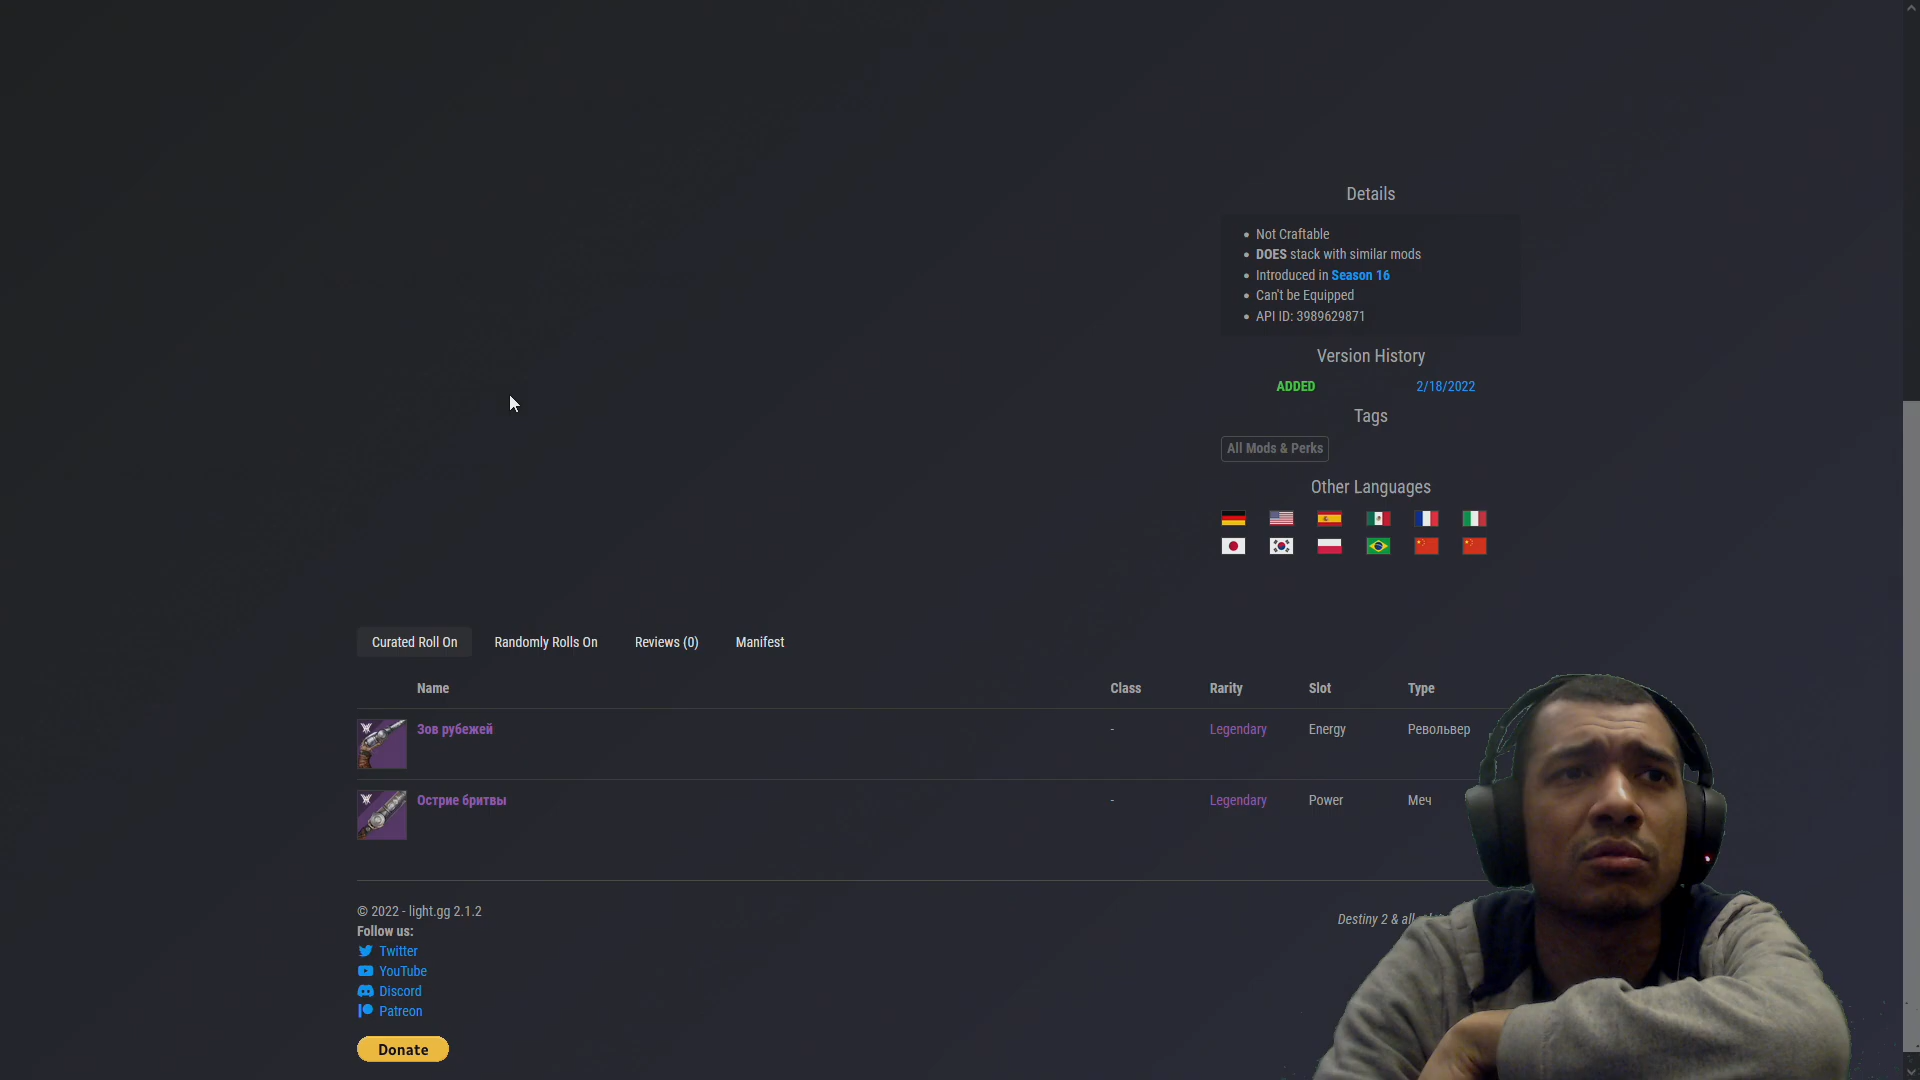 Details
Not Craftable
DOES stack with similar mods
Introduced in Season 16
Can't be Equipped
API ID: 3989629871
Version History
ADDED 2/18/2022
Tags
All Mods & Perks
Other Languages
Curated Roll On Randomly Rolls On Reviews (0) Manifest
Name Class Rarity Slot Type
Зов рубежей - Legendary Energy Револьвер
Острие бритвы - Legendary Power Меч
© 2022 - light.gg 2.1.2
Destiny 2 & all
Follow us:
Twitter
YouTube
Discord
Patreon
Donate